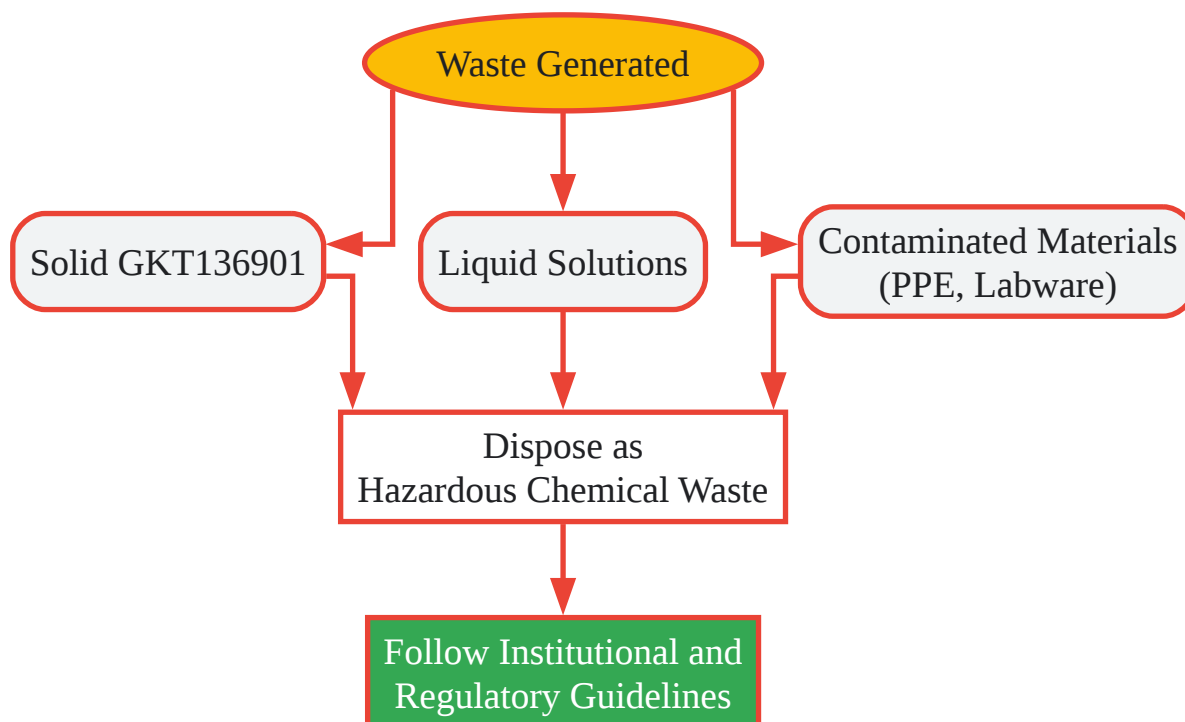 Waste Generated
Solid GKT136901
Liquid Solutions
Contaminated Materials
(PPE, Labware)
Dispose as
Hazardous Chemical Waste
Follow Institutional and
Regulatory Guidelines